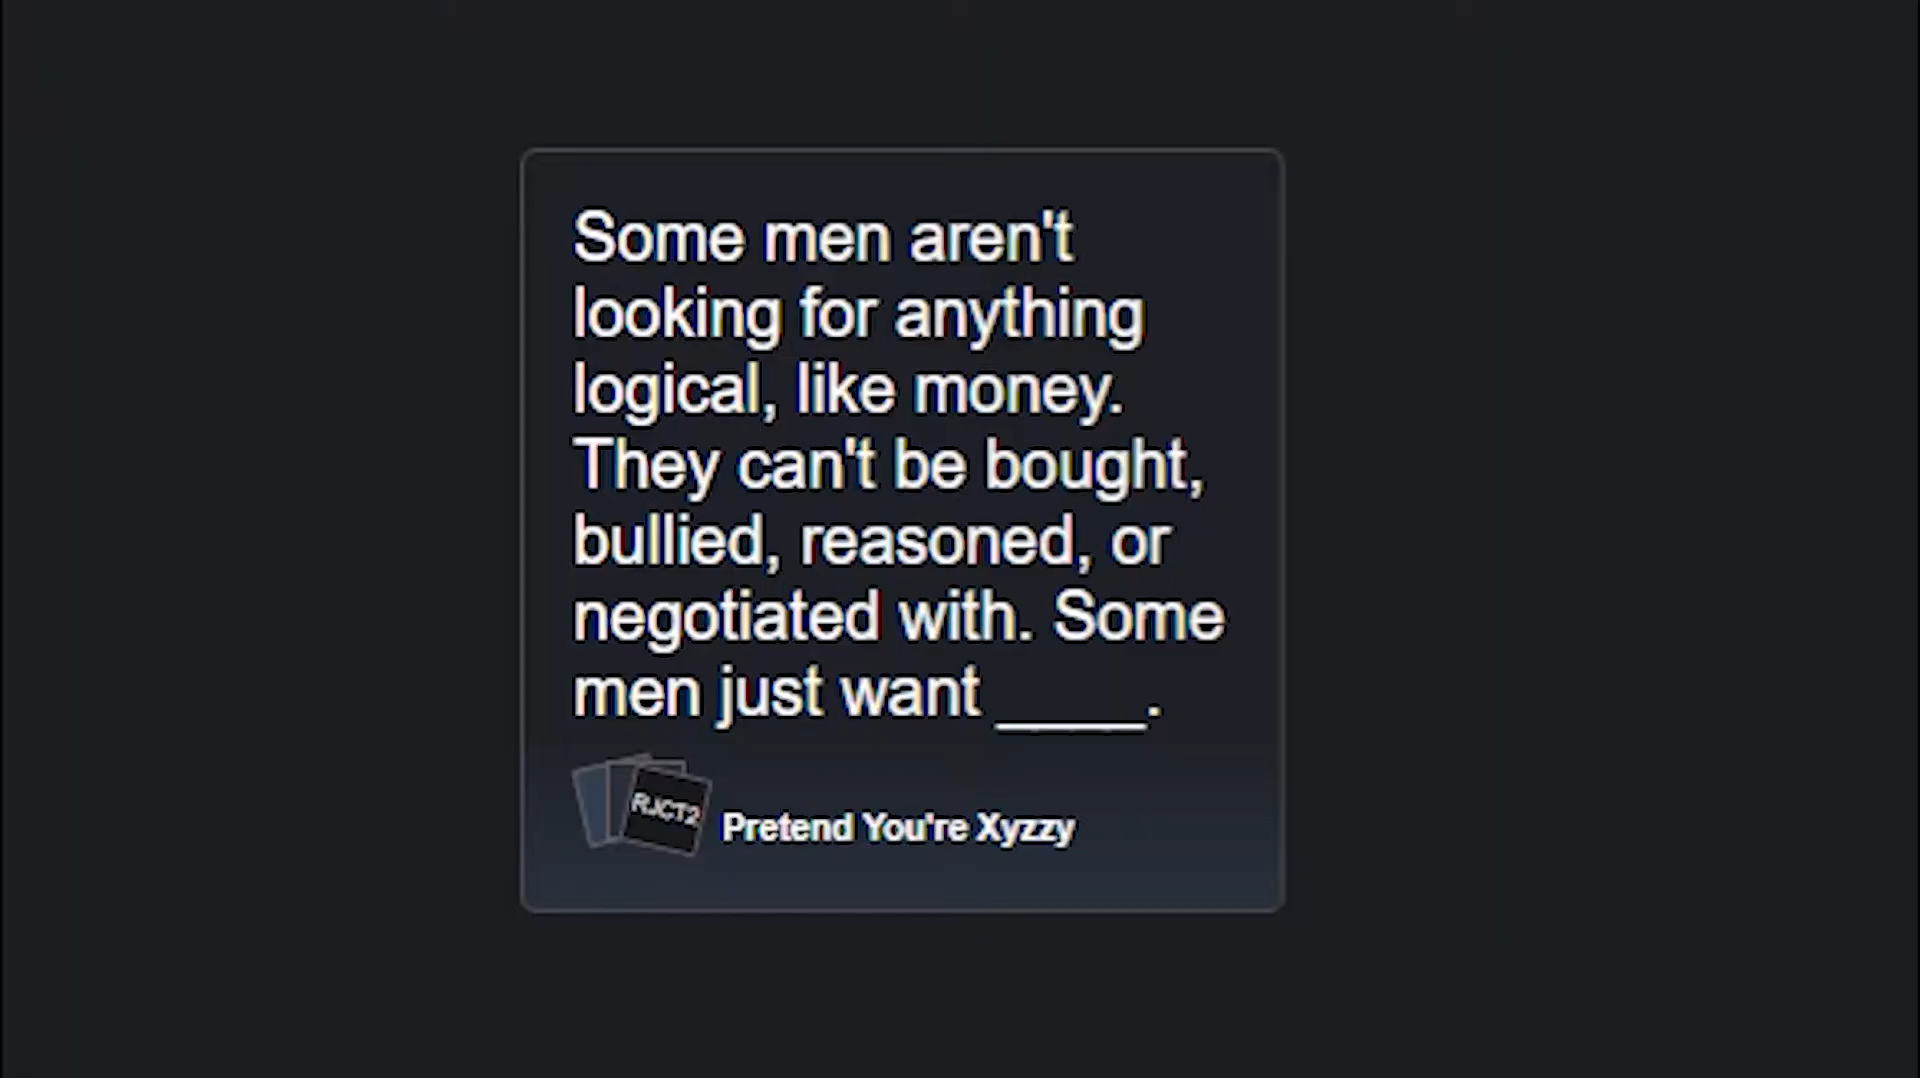 Some men aren't
looking for anything
logical, like money.
They can't be bought,
bullied, reasoned, or
negotiated with. Some
men just want ____.
RJCT2
Pretend You're Xyzzy